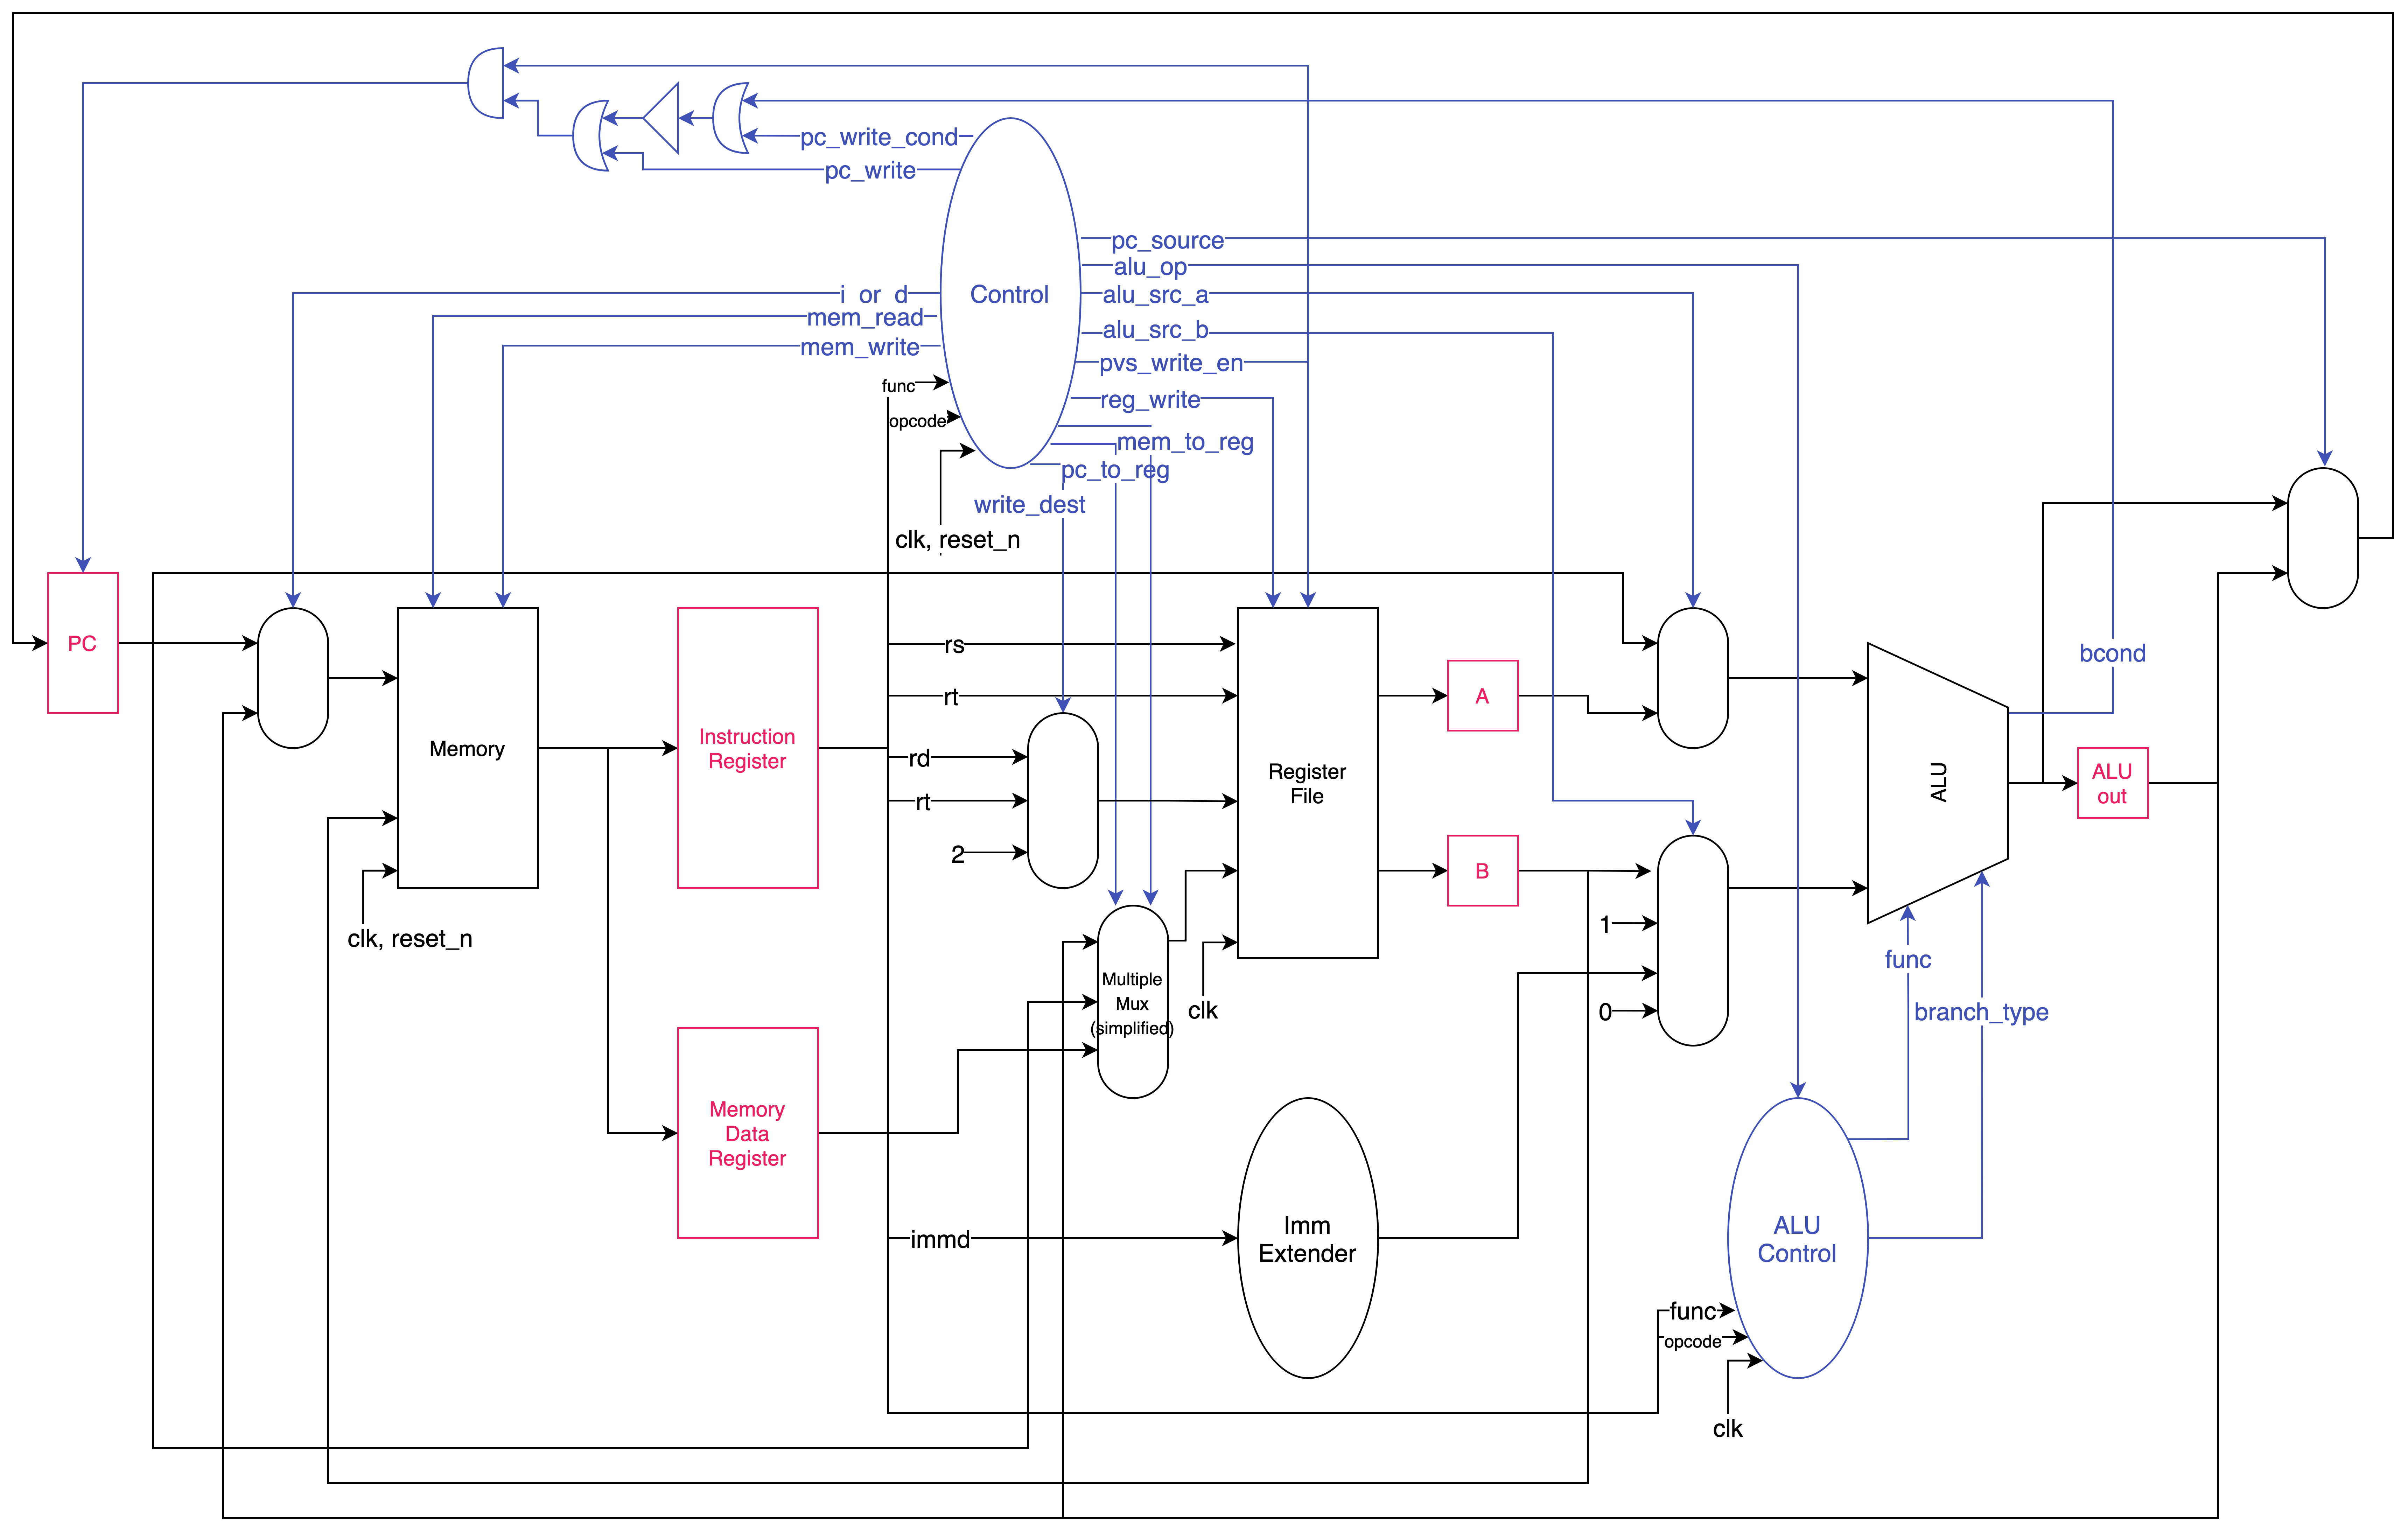 pc_write_cond
pc_write
pc_source
alu_op
i or d
Control
alu_src_a
mem_read
alu_src_b
mem_write
pvs_write_en
func
reg_write
opcode
mem_to_reg
pc_to_reg
write_dest
clk, reset_n
PC
rs
bcond
rt
A
Memory
Instruction
Register
rd
Register
File
ALU
ALU
out
rt
2
B
1
clk, reset_n
func
Multiple
Mux
(simplified)
clk
0
branch_type
Memory
Data
Register
immd
Imm
Extender
ALU
Control
func
opcode
clk